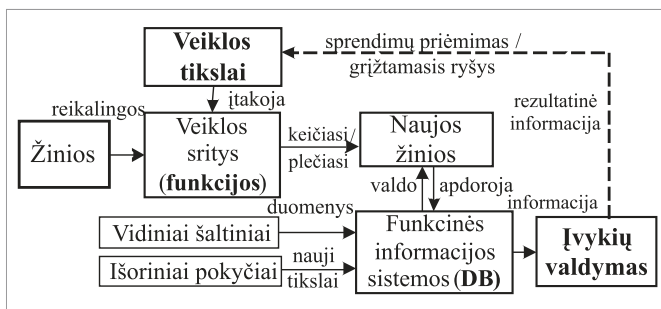 Veiklos
tikslai
sprendimų priėmimas /
grįžtamasis ryšys
reikalingos
įtakoja
rezultatinė
informacija
Žinios
Veiklos
sritys
(funkcijos)
keičiasi/
plečiasi
Naujos
žinios
valdo
apdoroja
duomenys
informacija
Vidiniai šaltiniai
Funkcinės
informacijos
sistemos (DB)
Įvykių
valdymas
Išoriniai pokyčiai
nauji
tikslai